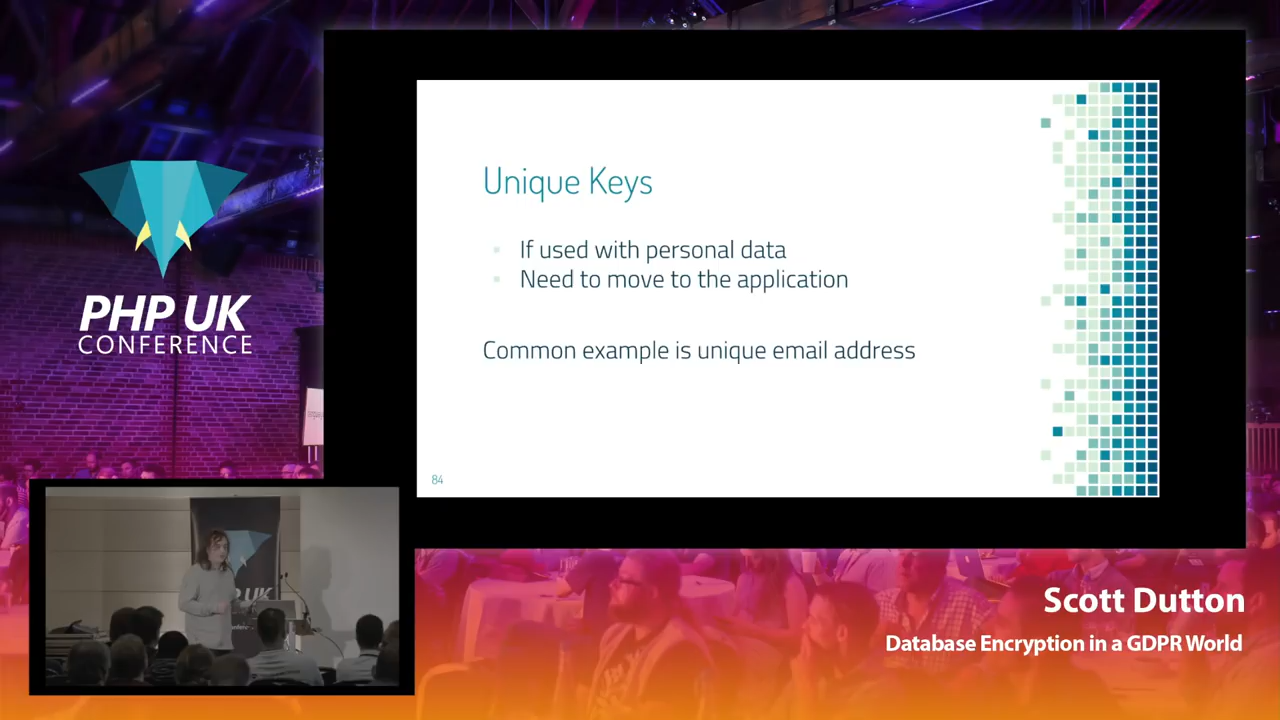 PHP UK
CONFERENCE
Unique Keys
If used with personal data
Need to move to the application
Common example is unique email address
84
Scott Dutton
Database Encryption in a GDPR World